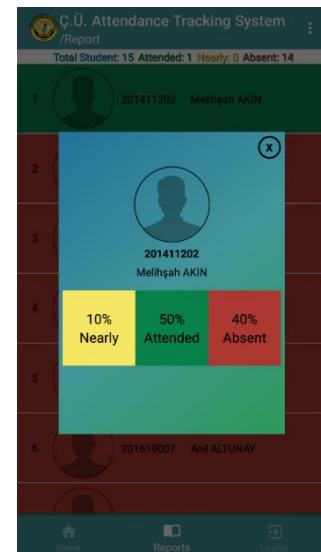 Ç.Ü. Attendance Tracking System
/Report
Total Student: 15 Attended: 1 Nearly: 0 Absent: 14
1 201411202 Melihşah AKIN
2
X
3
201411202
Melihşah AKIN
4
10% 50% 40%
Nearly Attended Absent
5
6 201619007 Anıl ALTUNAY
Home Reports Logout